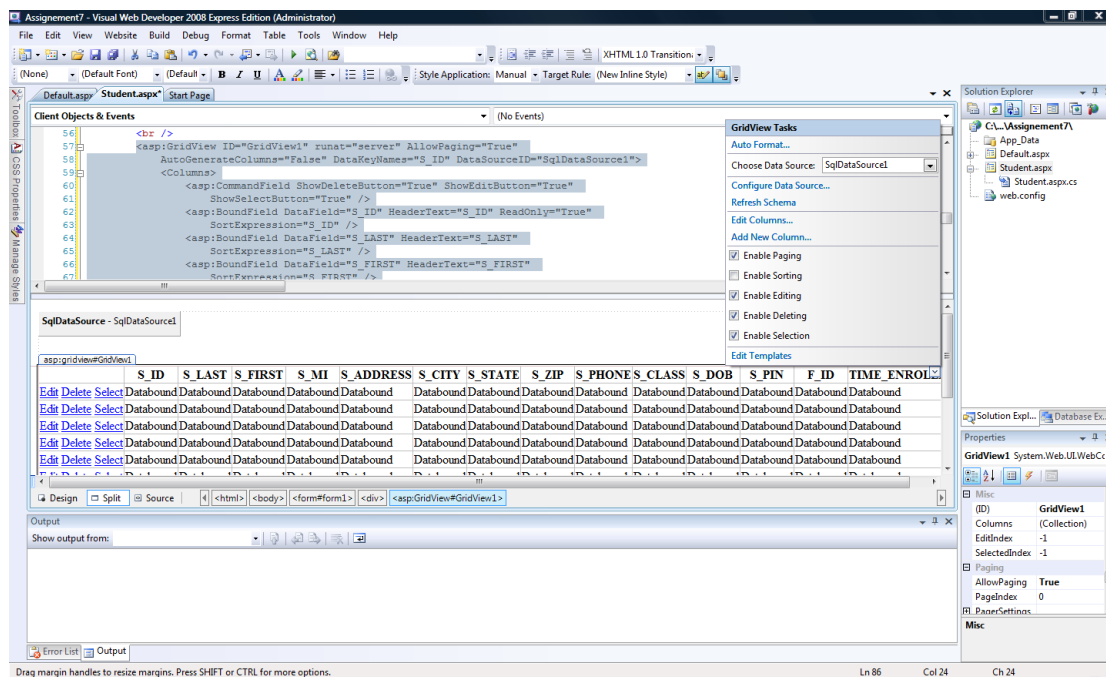 Assignement7 - Visual Web Developer 2008 Express Edition (Administrator)
File Edit View Website Build Debug Format Table Tools Window Help
XHTML 1.0 Transition
(None) (Default Font) (Default B I U A Style Application: Manual Target Rule: (New Inline Style)
Default.aspx Student.aspx* Start Page
Client Objects & Events (No Events)
Toolbox
CSS Properties
Manage Styles
56 <br />
57 <asp:GridView ID="GridView1" runat="server" AllowPaging="True"
58 AutoGenerateColumns="False" DataKeyNames="S_ID" DataSourceID="SqlDataSource1">
59 <Columns>
60 <asp:CommandField ShowDeleteButton="True" ShowEditButton="True"
61 ShowSelectButton="True" />
62 <asp:BoundField DataField="S_ID" HeaderText="S_ID" ReadOnly="True"
63 SortExpression="S_ID" />
64 <asp:BoundField DataField="S_LAST" HeaderText="S_LAST"
65 SortExpression="S_LAST" />
66 <asp:BoundField DataField="S_FIRST" HeaderText="S_FIRST"
67 SortExpression="S_FIRST" />
GridView Tasks
Auto Format...
Choose Data Source: SqlDataSource1
Configure Data Source...
Refresh Schema
Edit Columns...
Add New Column...
Enable Paging
Enable Sorting
Enable Editing
Enable Deleting
Enable Selection
Edit Templates
SqlDataSource - SqlDataSource1
asp:gridview#GridView1
S_ID S_LAST S_FIRST S_MI S_ADDRESS S_CITY S_STATE S_ZIP S_PHONE S_CLASS S_DOB S_PIN F_ID TIME_ENROL
Edit Delete Select Databound Databound Databound Databound Databound Databound Databound Databound Databound Databound Databound Databound Databound Databound
Edit Delete Select Databound Databound Databound Databound Databound Databound Databound Databound Databound Databound Databound Databound Databound Databound
Edit Delete Select Databound Databound Databound Databound Databound Databound Databound Databound Databound Databound Databound Databound Databound Databound
Edit Delete Select Databound Databound Databound Databound Databound Databound Databound Databound Databound Databound Databound Databound Databound Databound
Edit Delete Select Databound Databound Databound Databound Databound Databound Databound Databound Databound Databound Databound Databound Databound Databound
Design Split Source <html> <body> <form#form1> <div> <asp:GridView#GridView1>
Output
Show output from:
Error List Output
Drag margin handles to resize margins. Press SHIFT or CTRL for more options. Ln 86 Col 24 Ch 24
Solution Explorer
C:\...\Assignement7\
App_Data
Default.aspx
Student.aspx
Student.aspx.cs
web.config
Solution Expl... Database Ex...
Properties
GridView1 System.Web.UI.WebCo
Misc
(ID) GridView1
Columns (Collection)
EditIndex -1
SelectedIndex -1
Paging
AllowPaging True
PageIndex 0
PagerSettings
Misc